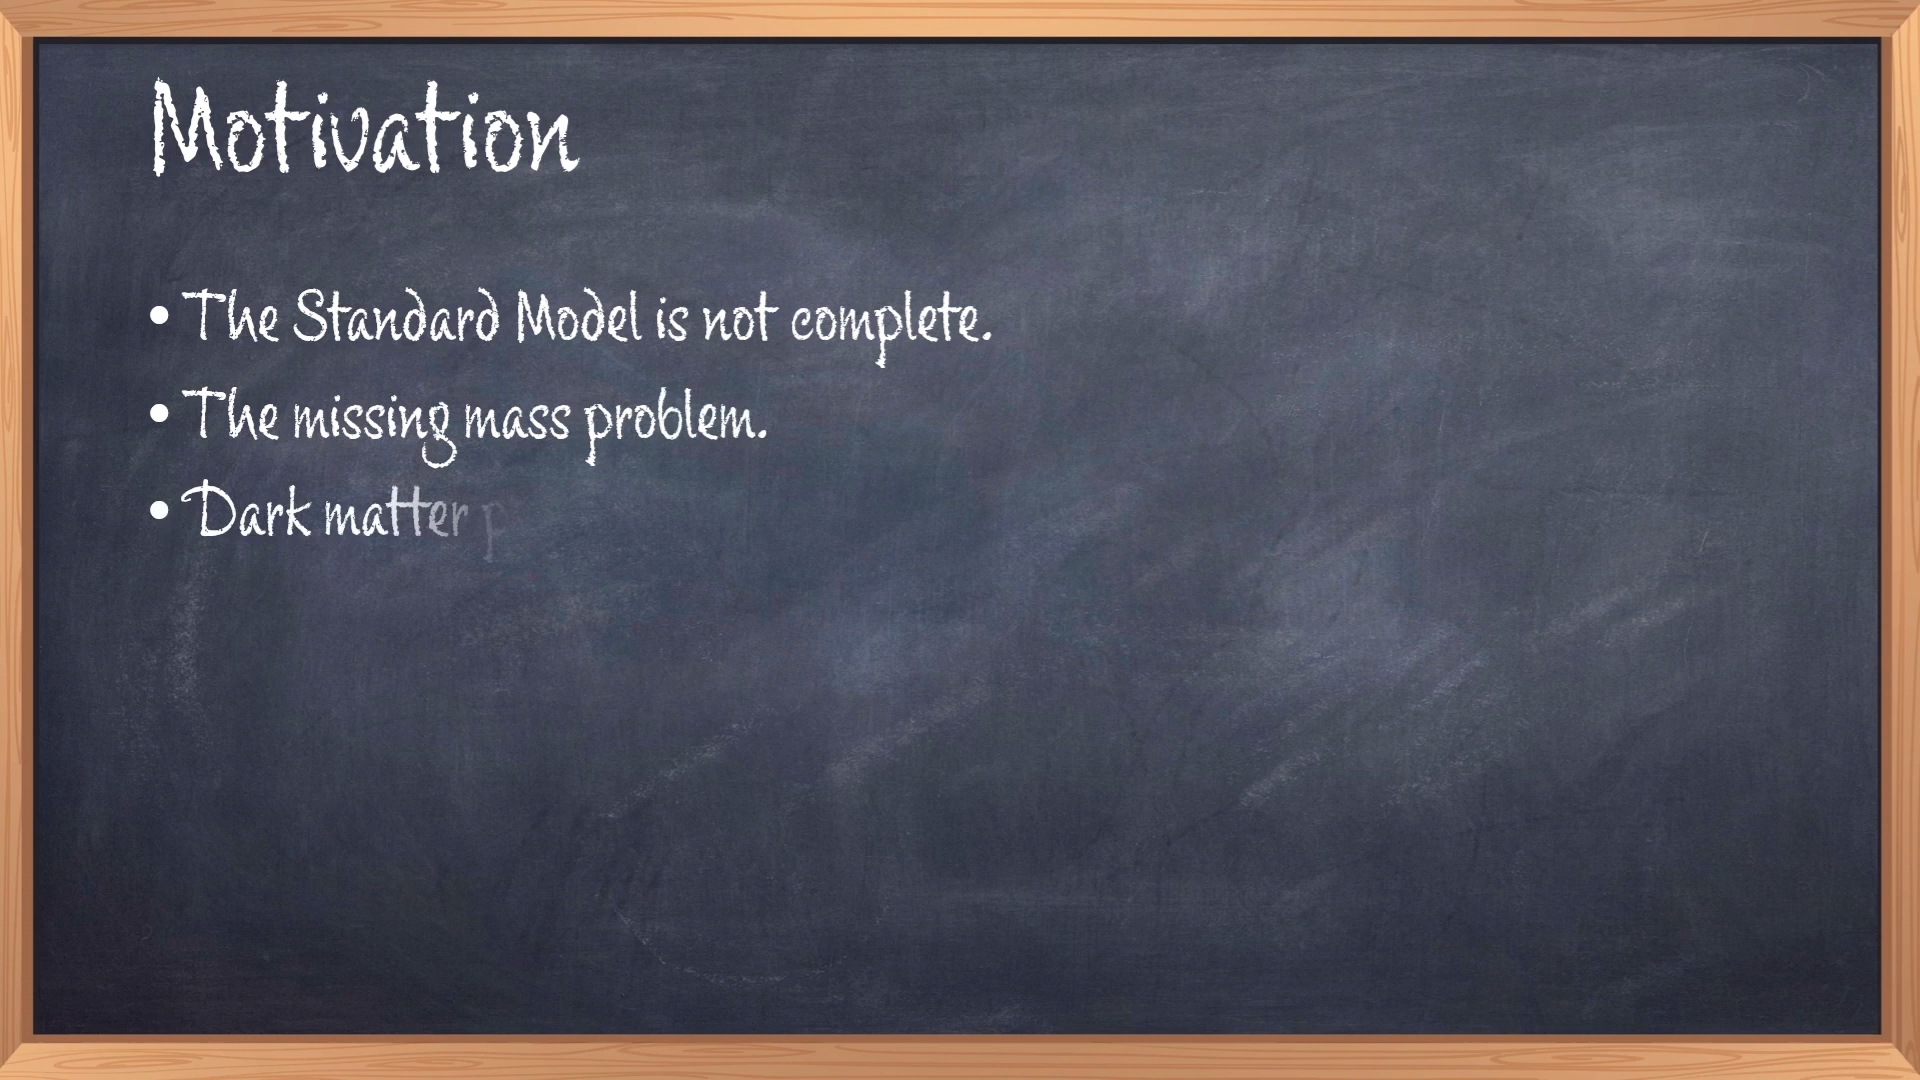 Motivation
• The Standard Model is not complete.
• The missing mass problem.
• Dark matter p